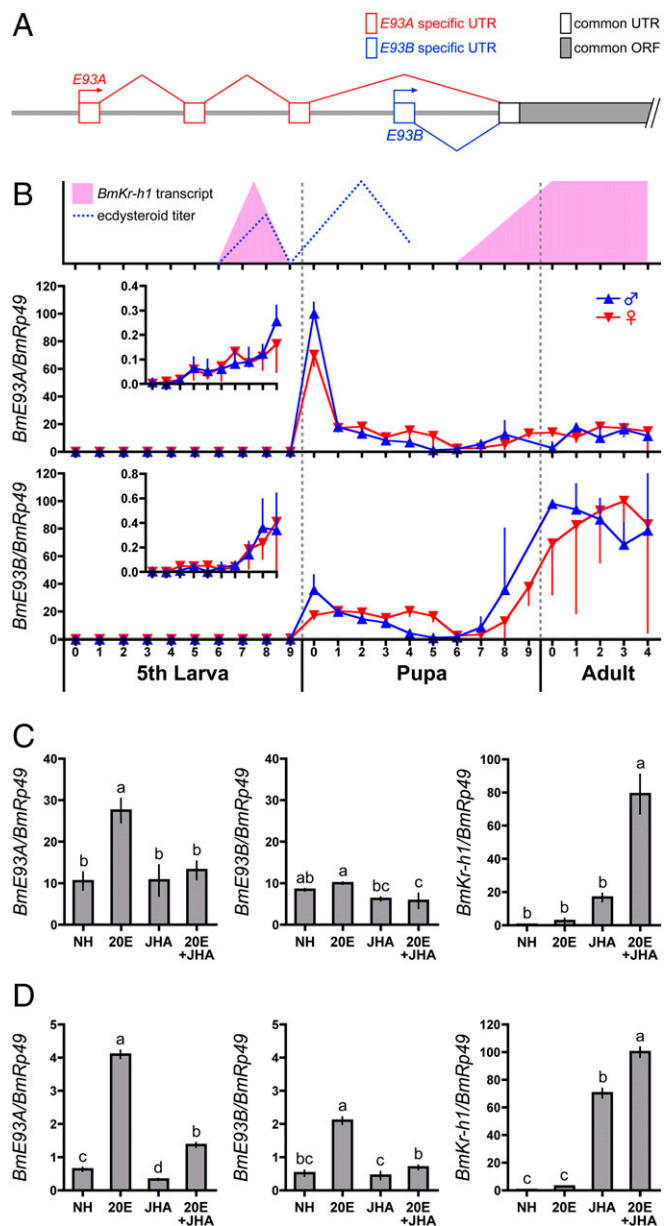 A
E93A specific UTR
common UTR
E93B specific UTR
common ORF
E93A
E93B
B
BmKr-h1 transcript
ecdysteroid titer
BmE93A/BmRp49
120
100
80
60
40
20
0
0.4
0.3
0.2
0.1
0.0
♂
♀
BmE93B/BmRp49
120
100
80
60
40
20
0
0.8
0.6
0.4
0.2
0.0
0 1 2 3 4 5 6 7 8 9 0 1 2 3 4 5 6 7 8 9 0 1 2 3 4
5th Larva Pupa Adult
C
BmE93A/BmRp49
40
30
20
10
0
b a b b
NH 20E JHA 20E
+JHA
BmE93B/BmRp49
40
30
20
10
0
ab a bc c
NH 20E JHA 20E
+JHA
BmKr-h1/BmRp49
100
80
60
40
20
0
b b b a
NH 20E JHA 20E
+JHA
D
BmE93A/BmRp49
5
4
3
2
1
0
c a d b
NH 20E JHA 20E
+JHA
BmE93B/BmRp49
5
4
3
2
1
0
bc a c b
NH 20E JHA 20E
+JHA
BmKr-h1/BmRp49
120
100
80
60
40
20
0
c c b a
NH 20E JHA 20E
+JHA